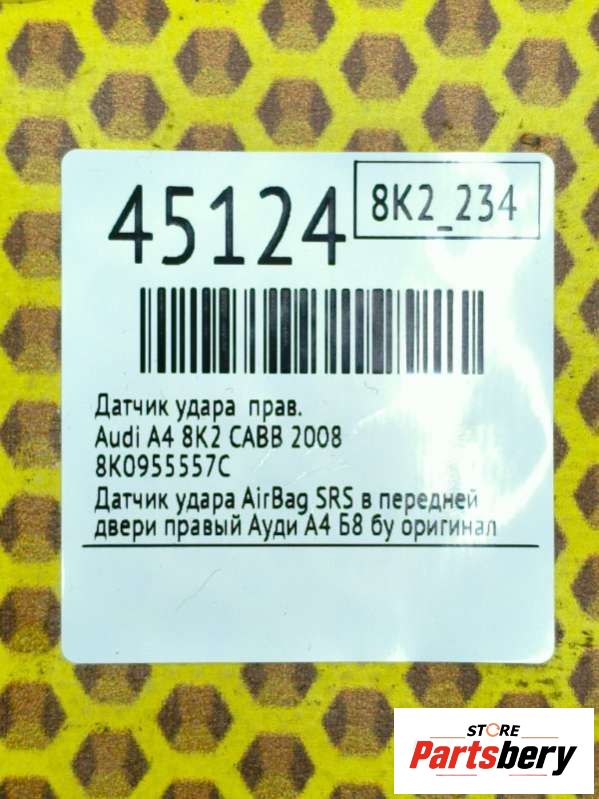 45124
8K2_234
Датчик удара прав.
Audi A4 8K2 CABB 2008
8K0955557C
Датчик удара AirBag SRS в передней
двери правый Ауди А4 Б8 бу оригинал
STORE
Partsbery